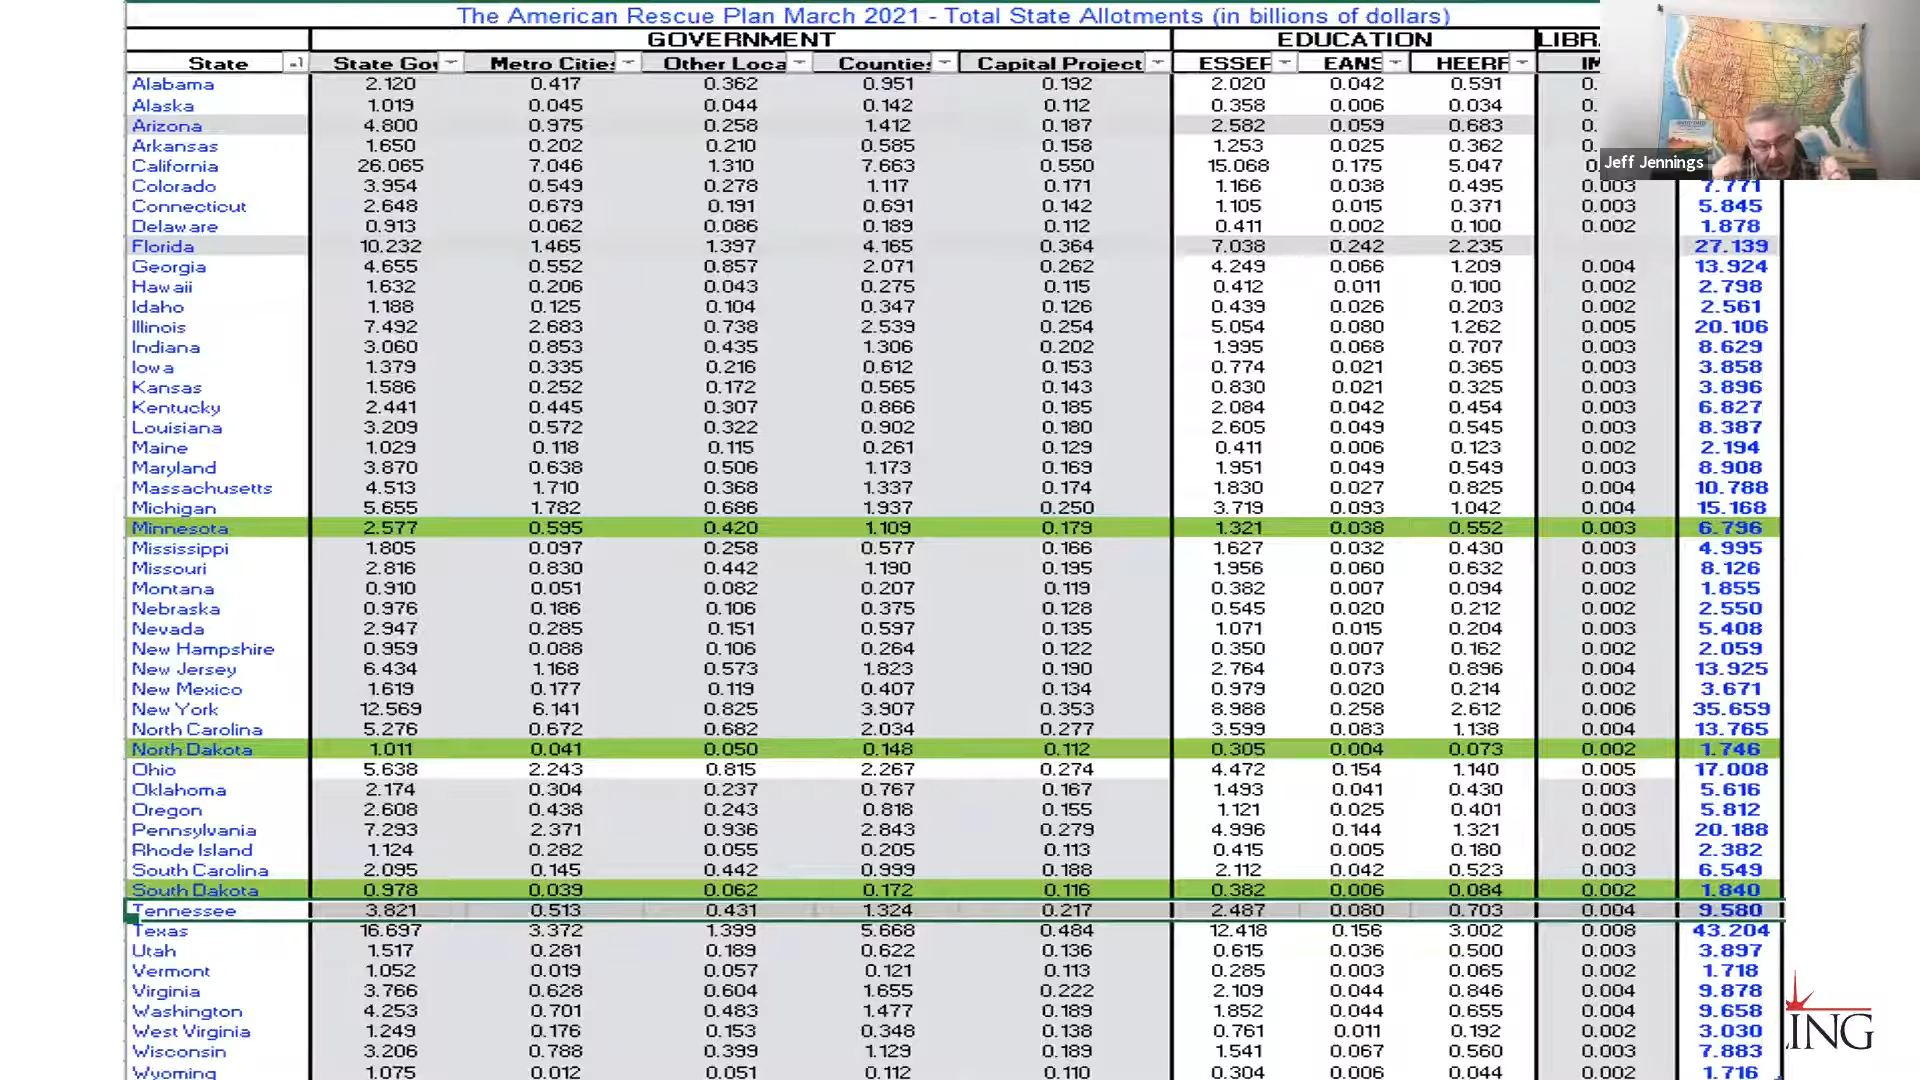 The American Rescue Plan March 2021 - Total State Allotments (in billions of dollars)
GOVERNMENT EDUCATION LIBR
State State Gov Metro Cities Other Loca Counties Capital Project ESSEF EANS HEERF IM
Alabama 2.120 0.417 0.362 0.951 0.192 2.020 0.042 0.591 0.
Alaska 1.019 0.045 0.044 0.142 0.112 0.358 0.006 0.034 0.
Arizona 4.800 0.975 0.258 1.412 0.187 2.582 0.059 0.683 0.
Arkansas 1.650 0.202 0.210 0.585 0.158 1.253 0.025 0.362 0.
California 26.065 7.046 1.310 7.663 0.550 15.068 0.175 5.047 0.
Jeff Jennings
Colorado 3.954 0.549 0.278 1.117 0.171 1.166 0.038 0.495 0.003 7.771
Connecticut 2.648 0.679 0.191 0.691 0.142 1.105 0.015 0.371 0.003 5.845
Delaware 0.913 0.062 0.086 0.189 0.112 0.411 0.002 0.100 0.002 1.878
Florida 10.232 1.465 1.397 4.165 0.364 7.038 0.242 2.235 27.139
Georgia 4.655 0.552 0.857 2.071 0.262 4.249 0.066 1.209 0.004 13.924
Hawaii 1.632 0.206 0.043 0.275 0.115 0.412 0.011 0.100 0.002 2.798
Idaho 1.188 0.125 0.104 0.347 0.126 0.439 0.026 0.203 0.002 2.561
Illinois 7.492 2.683 0.738 2.539 0.254 5.054 0.080 1.262 0.005 20.106
Indiana 3.060 0.853 0.435 1.306 0.202 1.995 0.068 0.707 0.003 8.629
Iowa 1.379 0.335 0.216 0.612 0.153 0.774 0.021 0.365 0.003 3.858
Kansas 1.586 0.252 0.172 0.565 0.143 0.830 0.021 0.325 0.003 3.896
Kentucky 2.441 0.445 0.307 0.866 0.185 2.084 0.042 0.454 0.003 6.827
Louisiana 3.209 0.572 0.322 0.902 0.180 2.605 0.049 0.545 0.003 8.387
Maine 1.029 0.118 0.115 0.261 0.129 0.411 0.006 0.123 0.002 2.194
Maryland 3.870 0.638 0.506 1.173 0.169 1.951 0.049 0.549 0.003 8.908
Massachusetts 4.513 1.710 0.368 1.337 0.174 1.830 0.027 0.825 0.004 10.788
Michigan 5.655 1.782 0.686 1.937 0.250 3.719 0.093 1.042 0.004 15.168
Minnesota 2.577 0.595 0.420 1.109 0.179 1.321 0.038 0.552 0.003 6.796
Mississippi 1.805 0.097 0.258 0.577 0.166 1.627 0.032 0.430 0.003 4.995
Missouri 2.816 0.830 0.442 1.190 0.195 1.956 0.060 0.632 0.003 8.126
Montana 0.910 0.051 0.082 0.207 0.119 0.382 0.007 0.094 0.002 1.855
Nebraska 0.976 0.186 0.106 0.375 0.128 0.545 0.020 0.212 0.002 2.550
Nevada 2.947 0.285 0.151 0.597 0.135 1.071 0.015 0.204 0.003 5.408
New Hampshire 0.959 0.088 0.106 0.264 0.122 0.350 0.007 0.162 0.002 2.059
New Jersey 6.434 1.168 0.573 1.823 0.190 2.764 0.073 0.896 0.004 13.925
New Mexico 1.619 0.177 0.119 0.407 0.134 0.979 0.020 0.214 0.002 3.671
New York 12.569 6.141 0.825 3.907 0.353 8.988 0.258 2.612 0.006 35.659
North Carolina 5.276 0.672 0.682 2.034 0.277 3.599 0.083 1.138 0.004 13.765
North Dakota 1.011 0.041 0.050 0.148 0.112 0.305 0.004 0.073 0.002 1.746
Ohio 5.638 2.243 0.815 2.267 0.274 4.472 0.154 1.140 0.005 17.008
Oklahoma 2.174 0.304 0.237 0.767 0.167 1.493 0.041 0.430 0.003 5.616
Oregon 2.608 0.438 0.243 0.818 0.155 1.121 0.025 0.401 0.003 5.812
Pennsylvania 7.293 2.371 0.936 2.843 0.279 4.996 0.144 1.321 0.005 20.188
Rhode Island 1.124 0.282 0.055 0.205 0.113 0.415 0.005 0.180 0.002 2.382
South Carolina 2.095 0.145 0.442 0.999 0.188 2.112 0.042 0.523 0.003 6.549
South Dakota 0.978 0.039 0.062 0.172 0.116 0.382 0.006 0.084 0.002 1.840
Tennessee 3.821 0.513 0.431 1.324 0.217 2.487 0.080 0.703 0.004 9.580
Texas 16.697 3.372 1.399 5.668 0.484 12.418 0.156 3.002 0.008 43.204
Utah 1.517 0.281 0.189 0.622 0.136 0.615 0.036 0.500 0.003 3.897
Vermont 1.052 0.019 0.057 0.121 0.113 0.285 0.003 0.065 0.002 1.718
Virginia 3.766 0.628 0.604 1.655 0.222 2.109 0.044 0.846 0.004 9.878
Washington 4.253 0.701 0.483 1.477 0.189 1.852 0.044 0.655 0.004 9.658
West Virginia 1.249 0.176 0.153 0.348 0.138 0.761 0.011 0.192 0.002 3.030
Wisconsin 3.206 0.788 0.399 1.129 0.189 1.541 0.067 0.560 0.003 7.883
Wyoming 1.075 0.012 0.051 0.112 0.110 0.304 0.006 0.044 0.002 1.716
LING